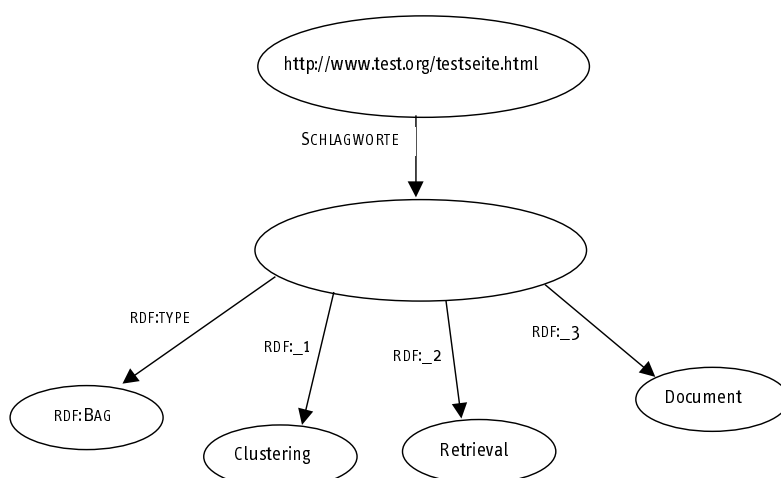 http://www.test.org/testseite.html
SCHLAGWORTE
RDF:TYPE
RDF:_1
RDF:_2
RDF:_3
RDF:BAG
Clustering
Retrieval
Document